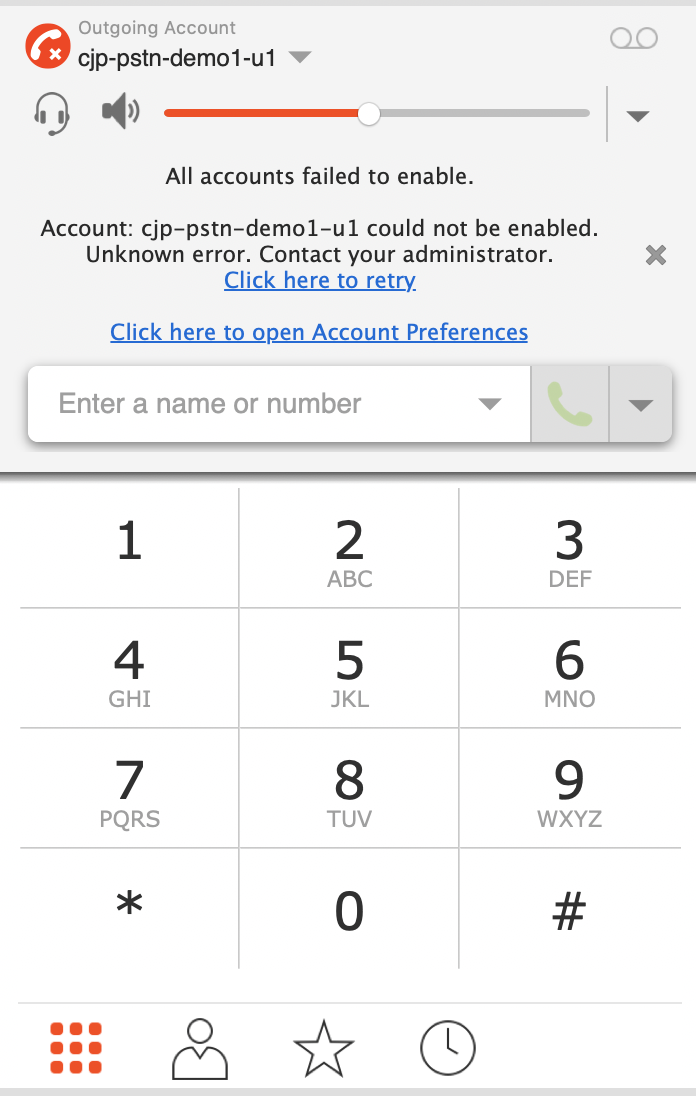 Outgoing Account
cjp-pstn-demo1-u1
All accounts failed to enable.
Account: cjp-pstn-demo1-u1 could not be enabled.
Unknown error. Contact your administrator.
Click here to retry
Click here to open Account Preferences
Enter a name or number
1 2 3
ABC DEF
4 5 6
GHI JKL MNO
7 8 9
PQRS TUV WXYZ
* 0 #